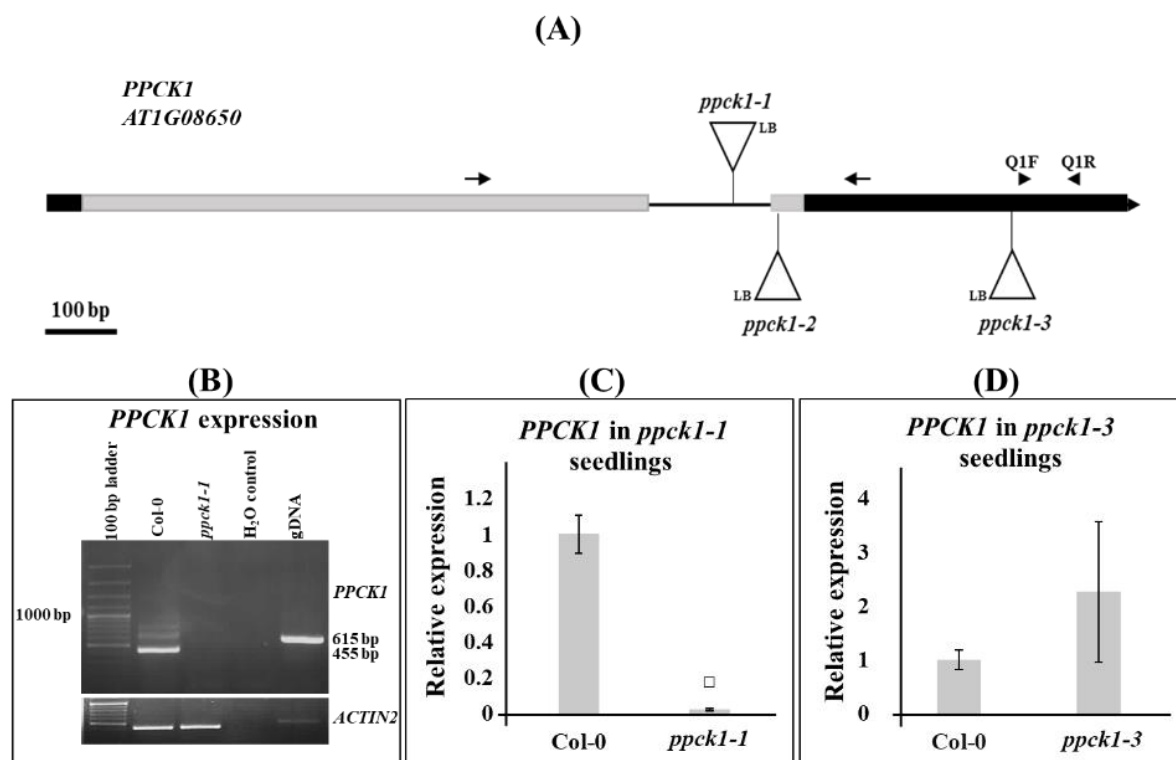 (A)
PPCK1
AT1G08650
ppck1-1
LB
Q1F
Q1R
100 bp
LB
ppck1-2
LB
ppck1-3
(B)
PPCK1 expression
100 bp ladder
Col-0
ppck1-1
H₂O control
gDNA
PPCK1
1000 bp
615 bp
455 bp
ACTIN2
(C)
PPCK1 in ppck1-1
seedlings
Relative expression
1.2
1
0.8
0.6
0.4
0.2
0
Col-0
ppck1-1
(D)
PPCK1 in ppck1-3
seedlings
Relative expression
4
3
2
1
0
Col-0
ppck1-3